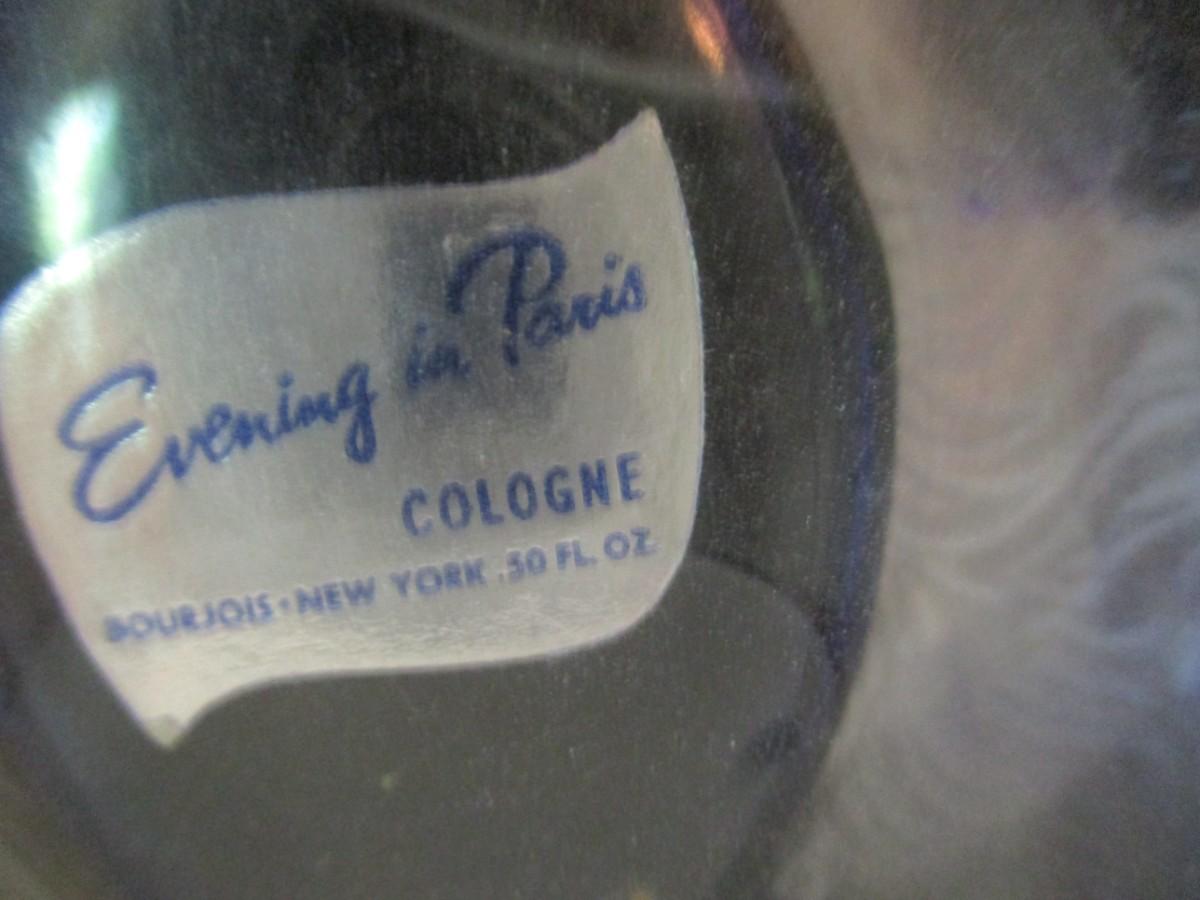 Evening in Paris
COLOGNE
BOURJOIS • NEW YORK .50 FL. OZ.